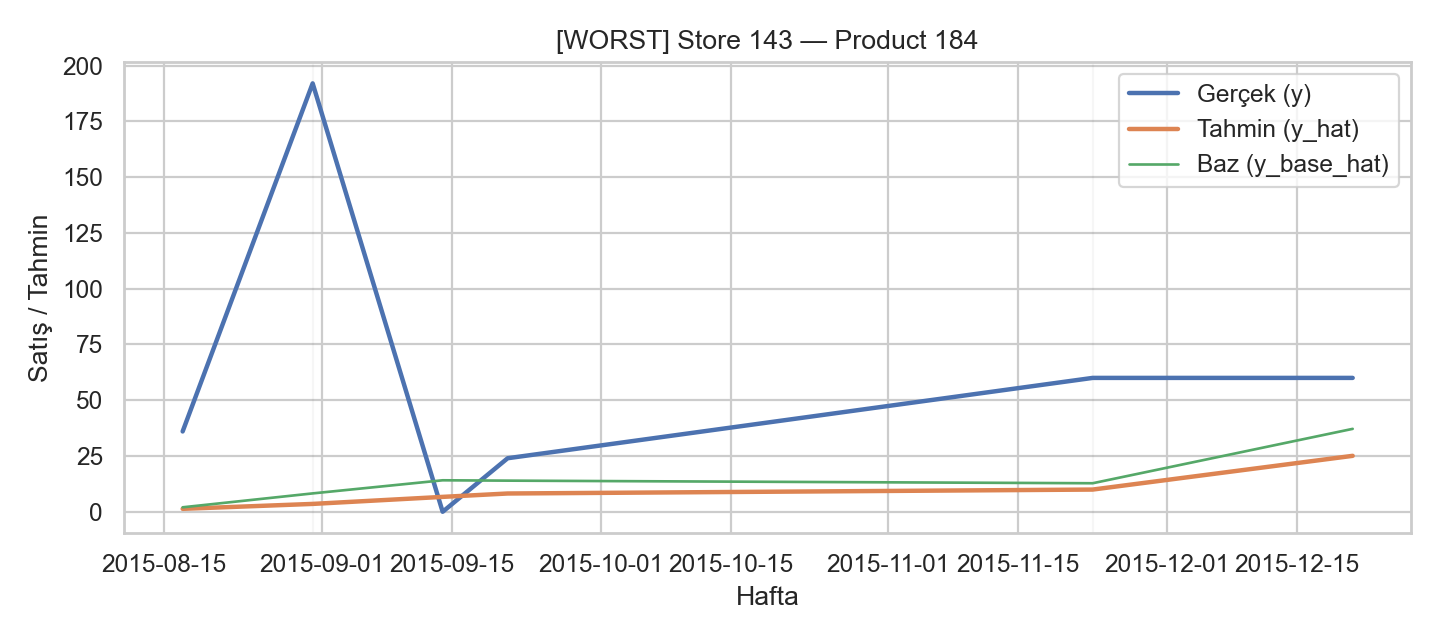 [WORST] Store 143 — Product 184
Gerçek (y)
Tahmin (y_hat)
Baz (y_base_hat)
Satış / Tahmin
200
175
150
125
100
75
50
25
0
2015-08-15 2015-09-01 2015-09-15 2015-10-01 2015-10-15 2015-11-01 2015-11-15 2015-12-01 2015-12-15
Hafta